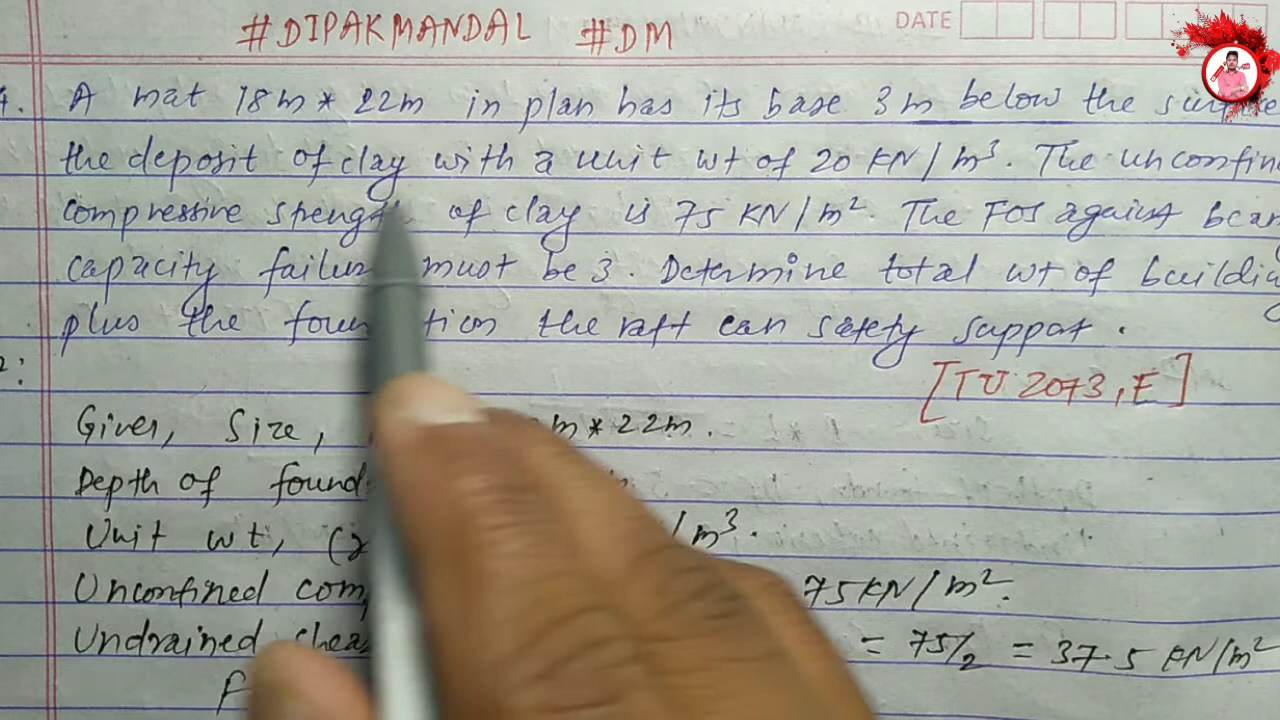 #DIPAKMANDAL #DM
DATE
A mat 18m * 22m in plan has its base 3m below the
the deposit of clay with a unit wt of 20 KN/m³. The
compressive of clay is 75 KN/m². The FOS against
capacity must be 3. Determine total wt of
plus the the raft can safety suppot.
[TU 2073, E]
Given, Size, m*22m.
Depth of
Unit wt, /m³.
Unconfined 75KN/m².
Undrained = 75/2 = 37.5 KN/m²